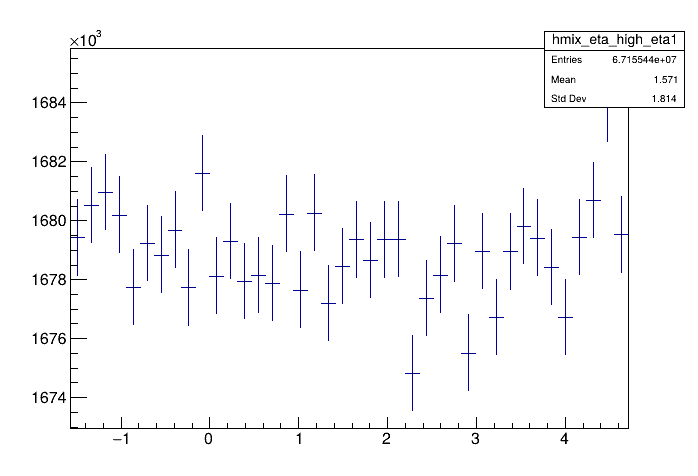 ×10³
hmix_eta_high_eta1
Entries 6.715544e+07
Mean 1.571
Std Dev 1.814
1684
1682
1680
1678
1676
1674
−1 0 1 2 3 4